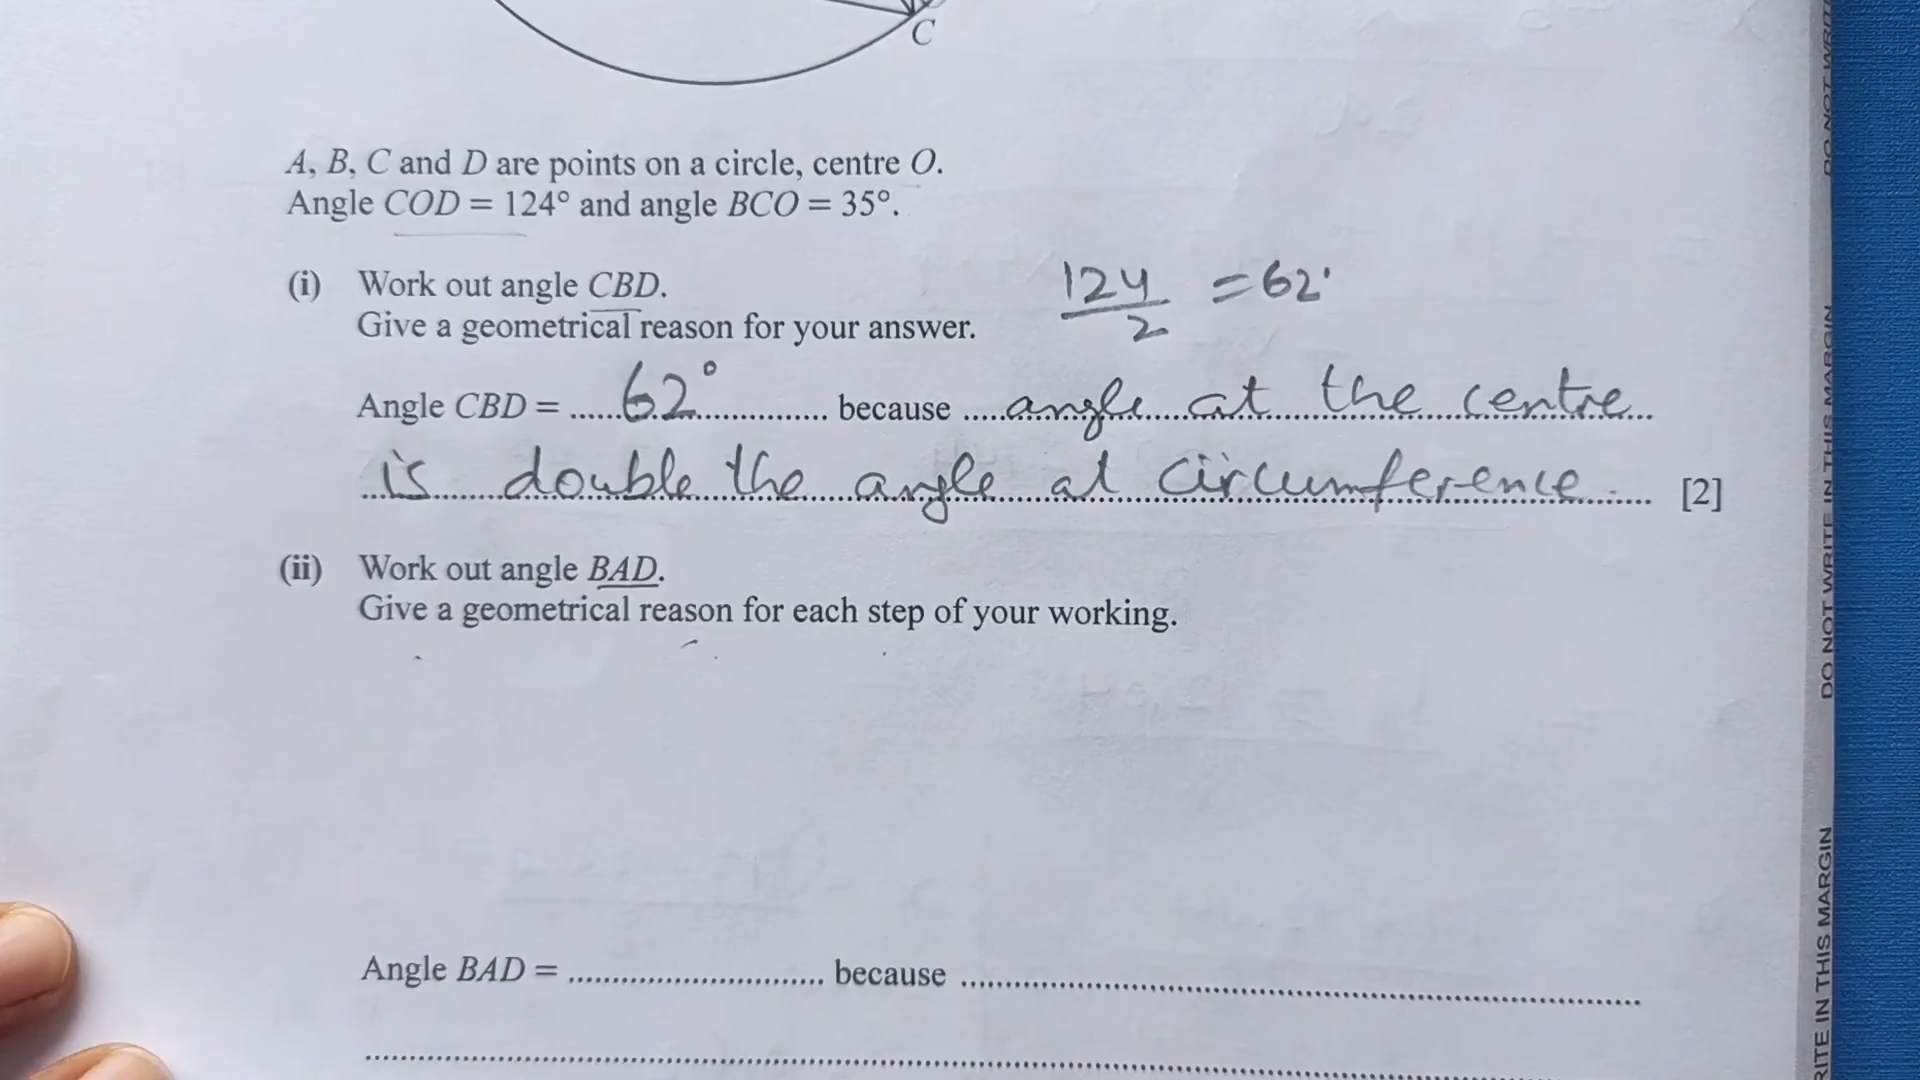 C
A, B, C and D are points on a circle, centre O.
Angle COD = 124° and angle BCO = 35°.
(i) Work out angle CBD.
Give a geometrical reason for your answer.
124/2 = 62°
Angle CBD = 62° because angle at the centre
is double the angle at circumference. [2]
(ii) Work out angle BAD.
Give a geometrical reason for each step of your working.
Angle BAD = because
DO NOT WRITE IN THIS MARGIN